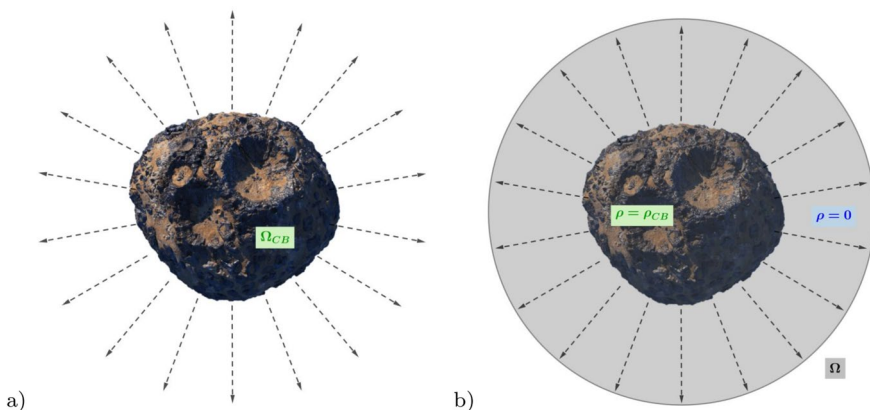 Ω_CB
ρ = ρ_CB
ρ = 0
Ω
a)
b)